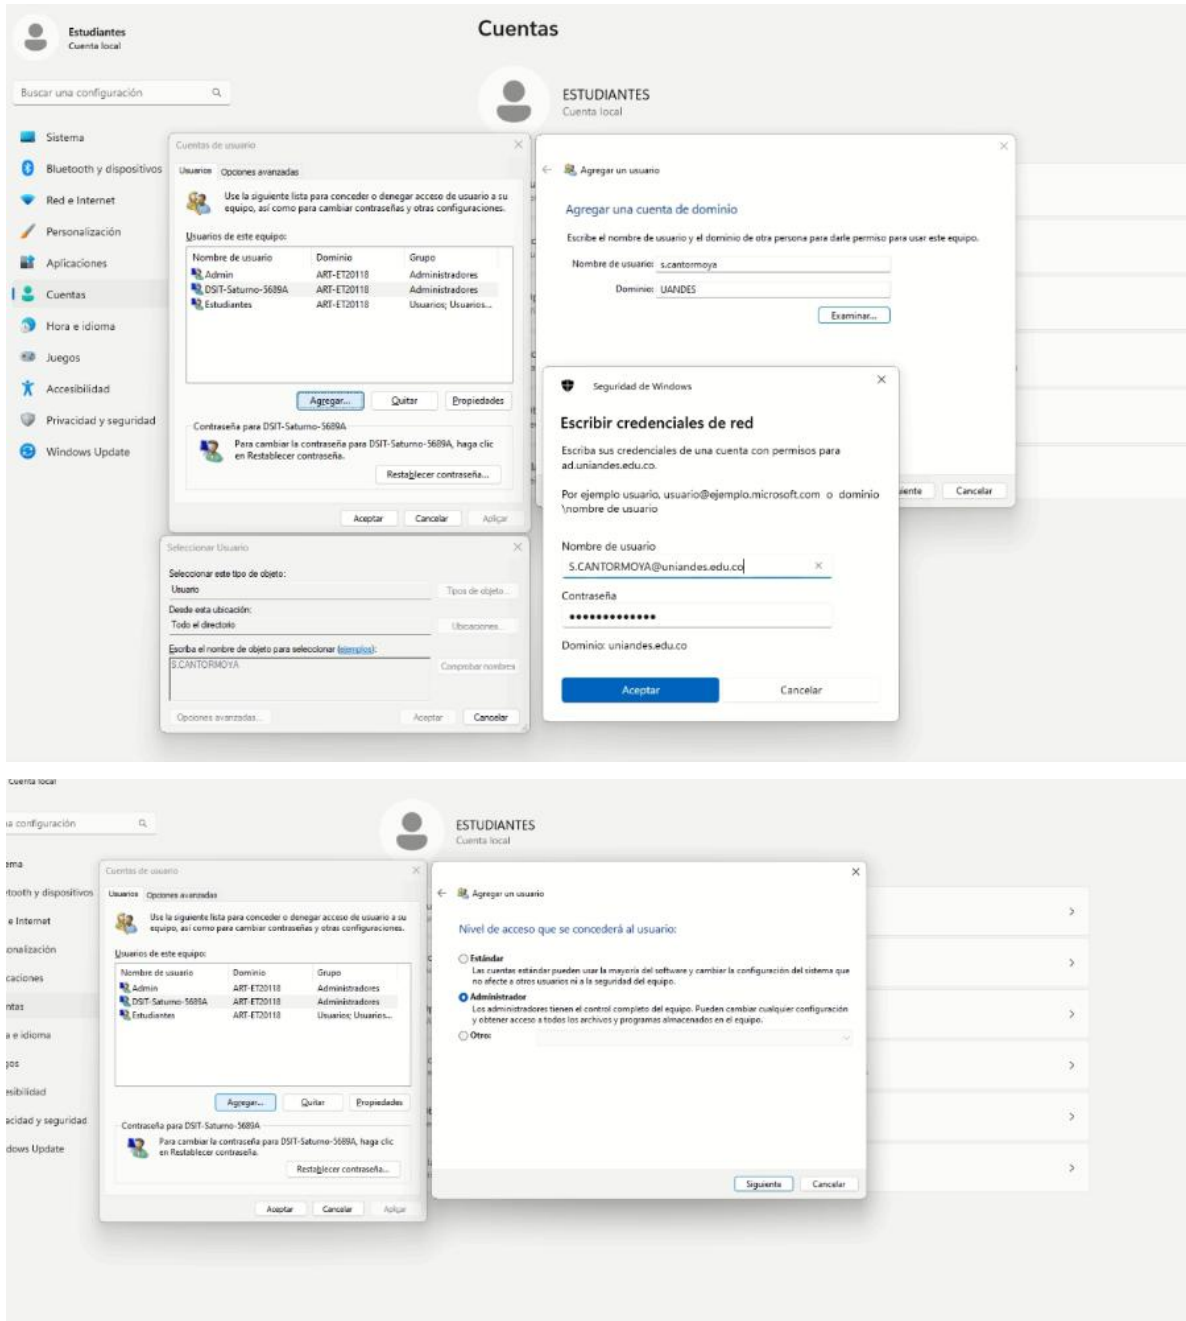 Estudiantes
Cuenta local
Buscar una configuración
Sistema
Bluetooth y dispositivos
Red e Internet
Personalización
Aplicaciones
Cuentas
Hora e idioma
Juegos
Accesibilidad
Privacidad y seguridad
Windows Update
Cuentas
ESTUDIANTES
Cuenta local
Cuentas de usuario
Usuarios Opciones avanzadas
Use la siguiente lista para conceder o denegar acceso de usuario a su
equipo, así como para cambiar contraseñas y otras configuraciones.
Usuarios de este equipo:
Nombre de usuario Dominio Grupo
Admin ART-ET20118 Administradores
DSIT-Saturno-5689A ART-ET20118 Administradores
Estudiantes ART-ET20118 Usuarios; Usuarios...
Agregar... Quitar Propiedades
Contraseña para DSIT-Saturno-5689A
Para cambiar la contraseña para DSIT-Saturno-5689A, haga clic
en Restablecer contraseña.
Restablecer contraseña...
Aceptar Cancelar Aplicar
Agregar un usuario
Agregar una cuenta de dominio
Escribe el nombre de usuario y el dominio de otra persona para darle permiso para usar este equipo.
Nombre de usuario: s.cantormoya
Dominio: UANDES
Examinar...
Cancelar
Seleccionar Usuario
Seleccionar este tipo de objeto:
Usuario Tipos de objeto...
Desde esta ubicación:
Todo el directorio Ubicaciones...
Escriba el nombre de objeto para seleccionar (ejemplos):
S.CANTORMOYA Comprobar nombres
Opciones avanzadas... Aceptar Cancelar
Seguridad de Windows
Escribir credenciales de red
Escriba sus credenciales de una cuenta con permisos para
ad.uniandes.edu.co.
Por ejemplo usuario, usuario@ejemplo.microsoft.com o dominio
\nombre de usuario
Nombre de usuario
S.CANTORMOYA@uniandes.edu.co
Contraseña
Dominio: uniandes.edu.co
Aceptar Cancelar
Cuenta local
configuración
dispositivos
e Internet
e idioma
y seguridad
Update
ESTUDIANTES
Cuenta local
Cuentas de usuario
Usuarios Opciones avanzadas
Use la siguiente lista para conceder o denegar acceso de usuario a su
equipo, así como para cambiar contraseñas y otras configuraciones.
Usuarios de este equipo:
Nombre de usuario Dominio Grupo
Admin ART-ET20118 Administradores
DSIT-Saturno-5689A ART-ET20118 Administradores
Estudiantes ART-ET20118 Usuarios; Usuarios...
Agregar... Quitar Propiedades
Contraseña para DSIT-Saturno-5689A
Para cambiar la contraseña para DSIT-Saturno-5689A, haga clic
en Restablecer contraseña.
Restablecer contraseña...
Aceptar Cancelar Aplicar
Agregar un usuario
Nivel de acceso que se concederá al usuario:
Estándar
Las cuentas estándar pueden usar la mayoría del software y cambiar la configuración del sistema que
no afecte a otros usuarios ni a la seguridad del equipo.
Administrador
Los administradores tienen el control completo del equipo. Pueden cambiar cualquier configuración
y obtener acceso a todos los archivos y programas almacenados en el equipo.
Otro:
Siguiente Cancelar